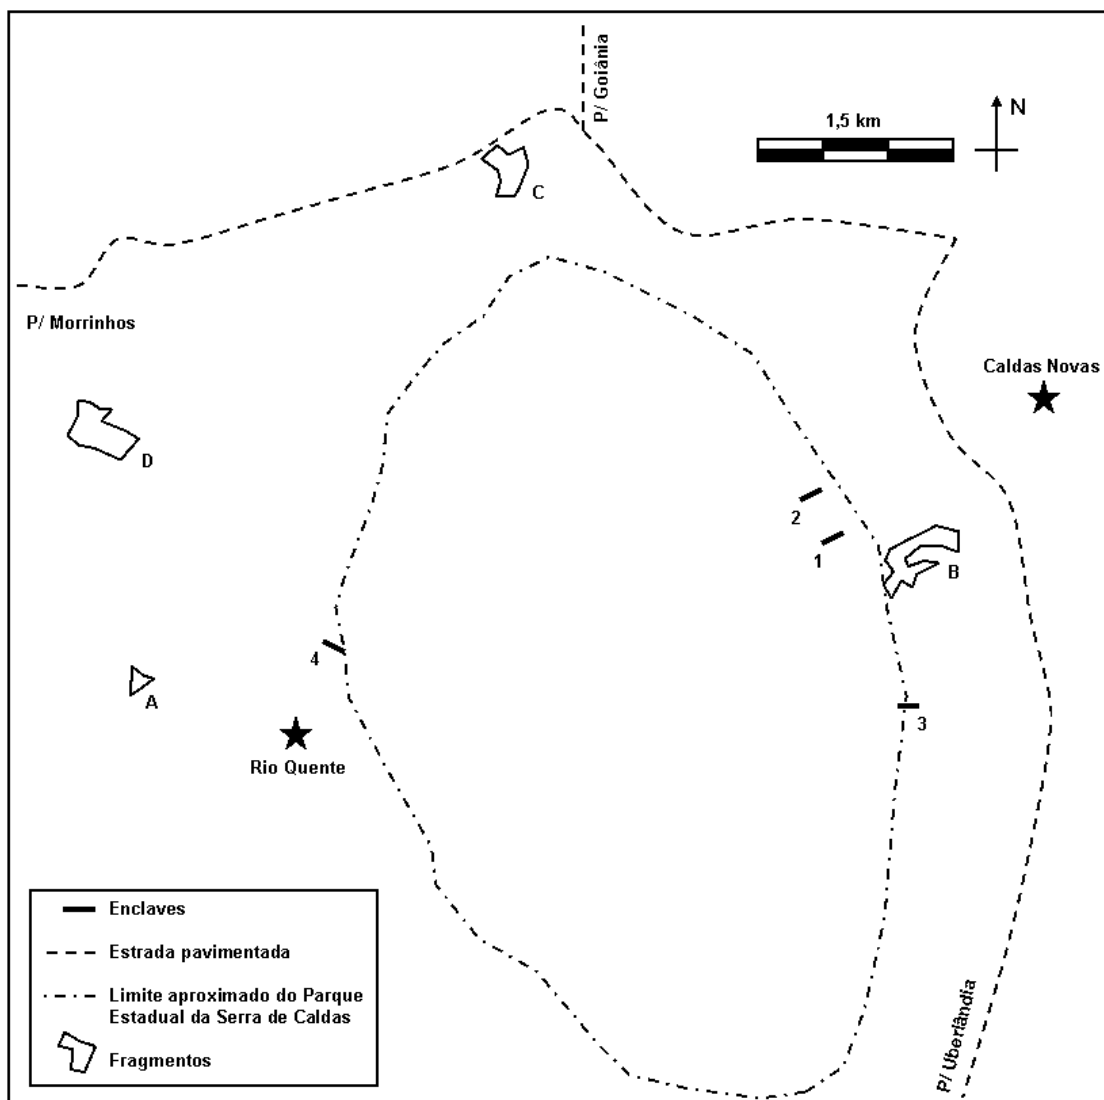 P/ Goiânia
1,5 km
N
C
P/ Morrinhos
Caldas Novas
D
2
1
B
4
A
3
Rio Quente
Enclaves
Estrada pavimentada
Limite aproximado do Parque
Estadual da Serra de Caldas
Fragmentos
P/ Uberlândia